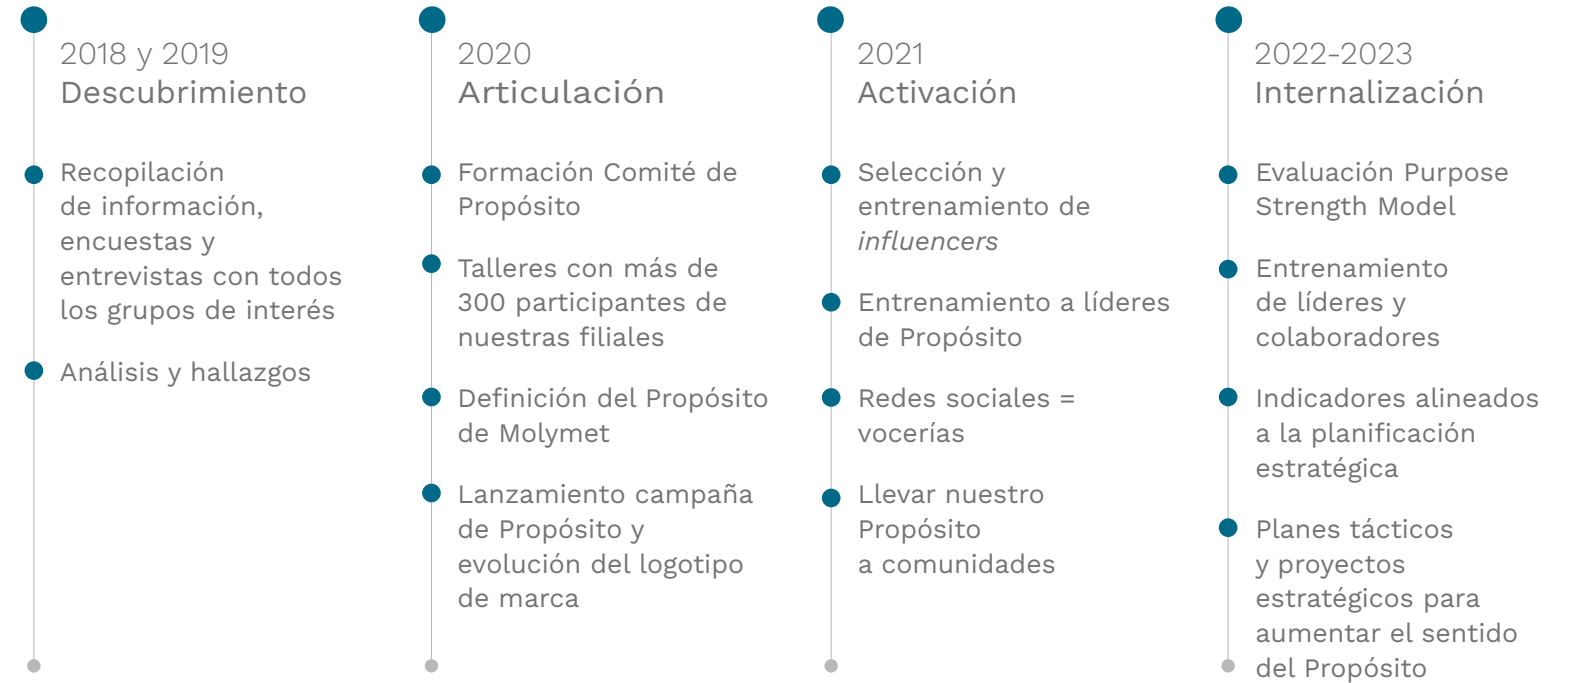 2018 y 2019
Descubrimiento
Recopilación
de información,
encuestas y
entrevistas con todos
los grupos de interés
Análisis y hallazgos
2020
Articulación
Formación Comité de
Propósito
Talleres con más de
300 participantes de
nuestras filiales
Definición del Propósito
de Molymet
Lanzamiento campaña
de Propósito y
evolución del logotipo
de marca
2021
Activación
Selección y
entrenamiento de
influencers
Entrenamiento a líderes
de Propósito
Redes sociales =
vocerías
Llevar nuestro
Propósito
a comunidades
2022-2023
Internalización
Evaluación Purpose
Strength Model
Entrenamiento
de líderes y
colaboradores
Indicadores alineados
a la planificación
estratégica
Planes tácticos
y proyectos
estratégicos para
aumentar el sentido
del Propósito